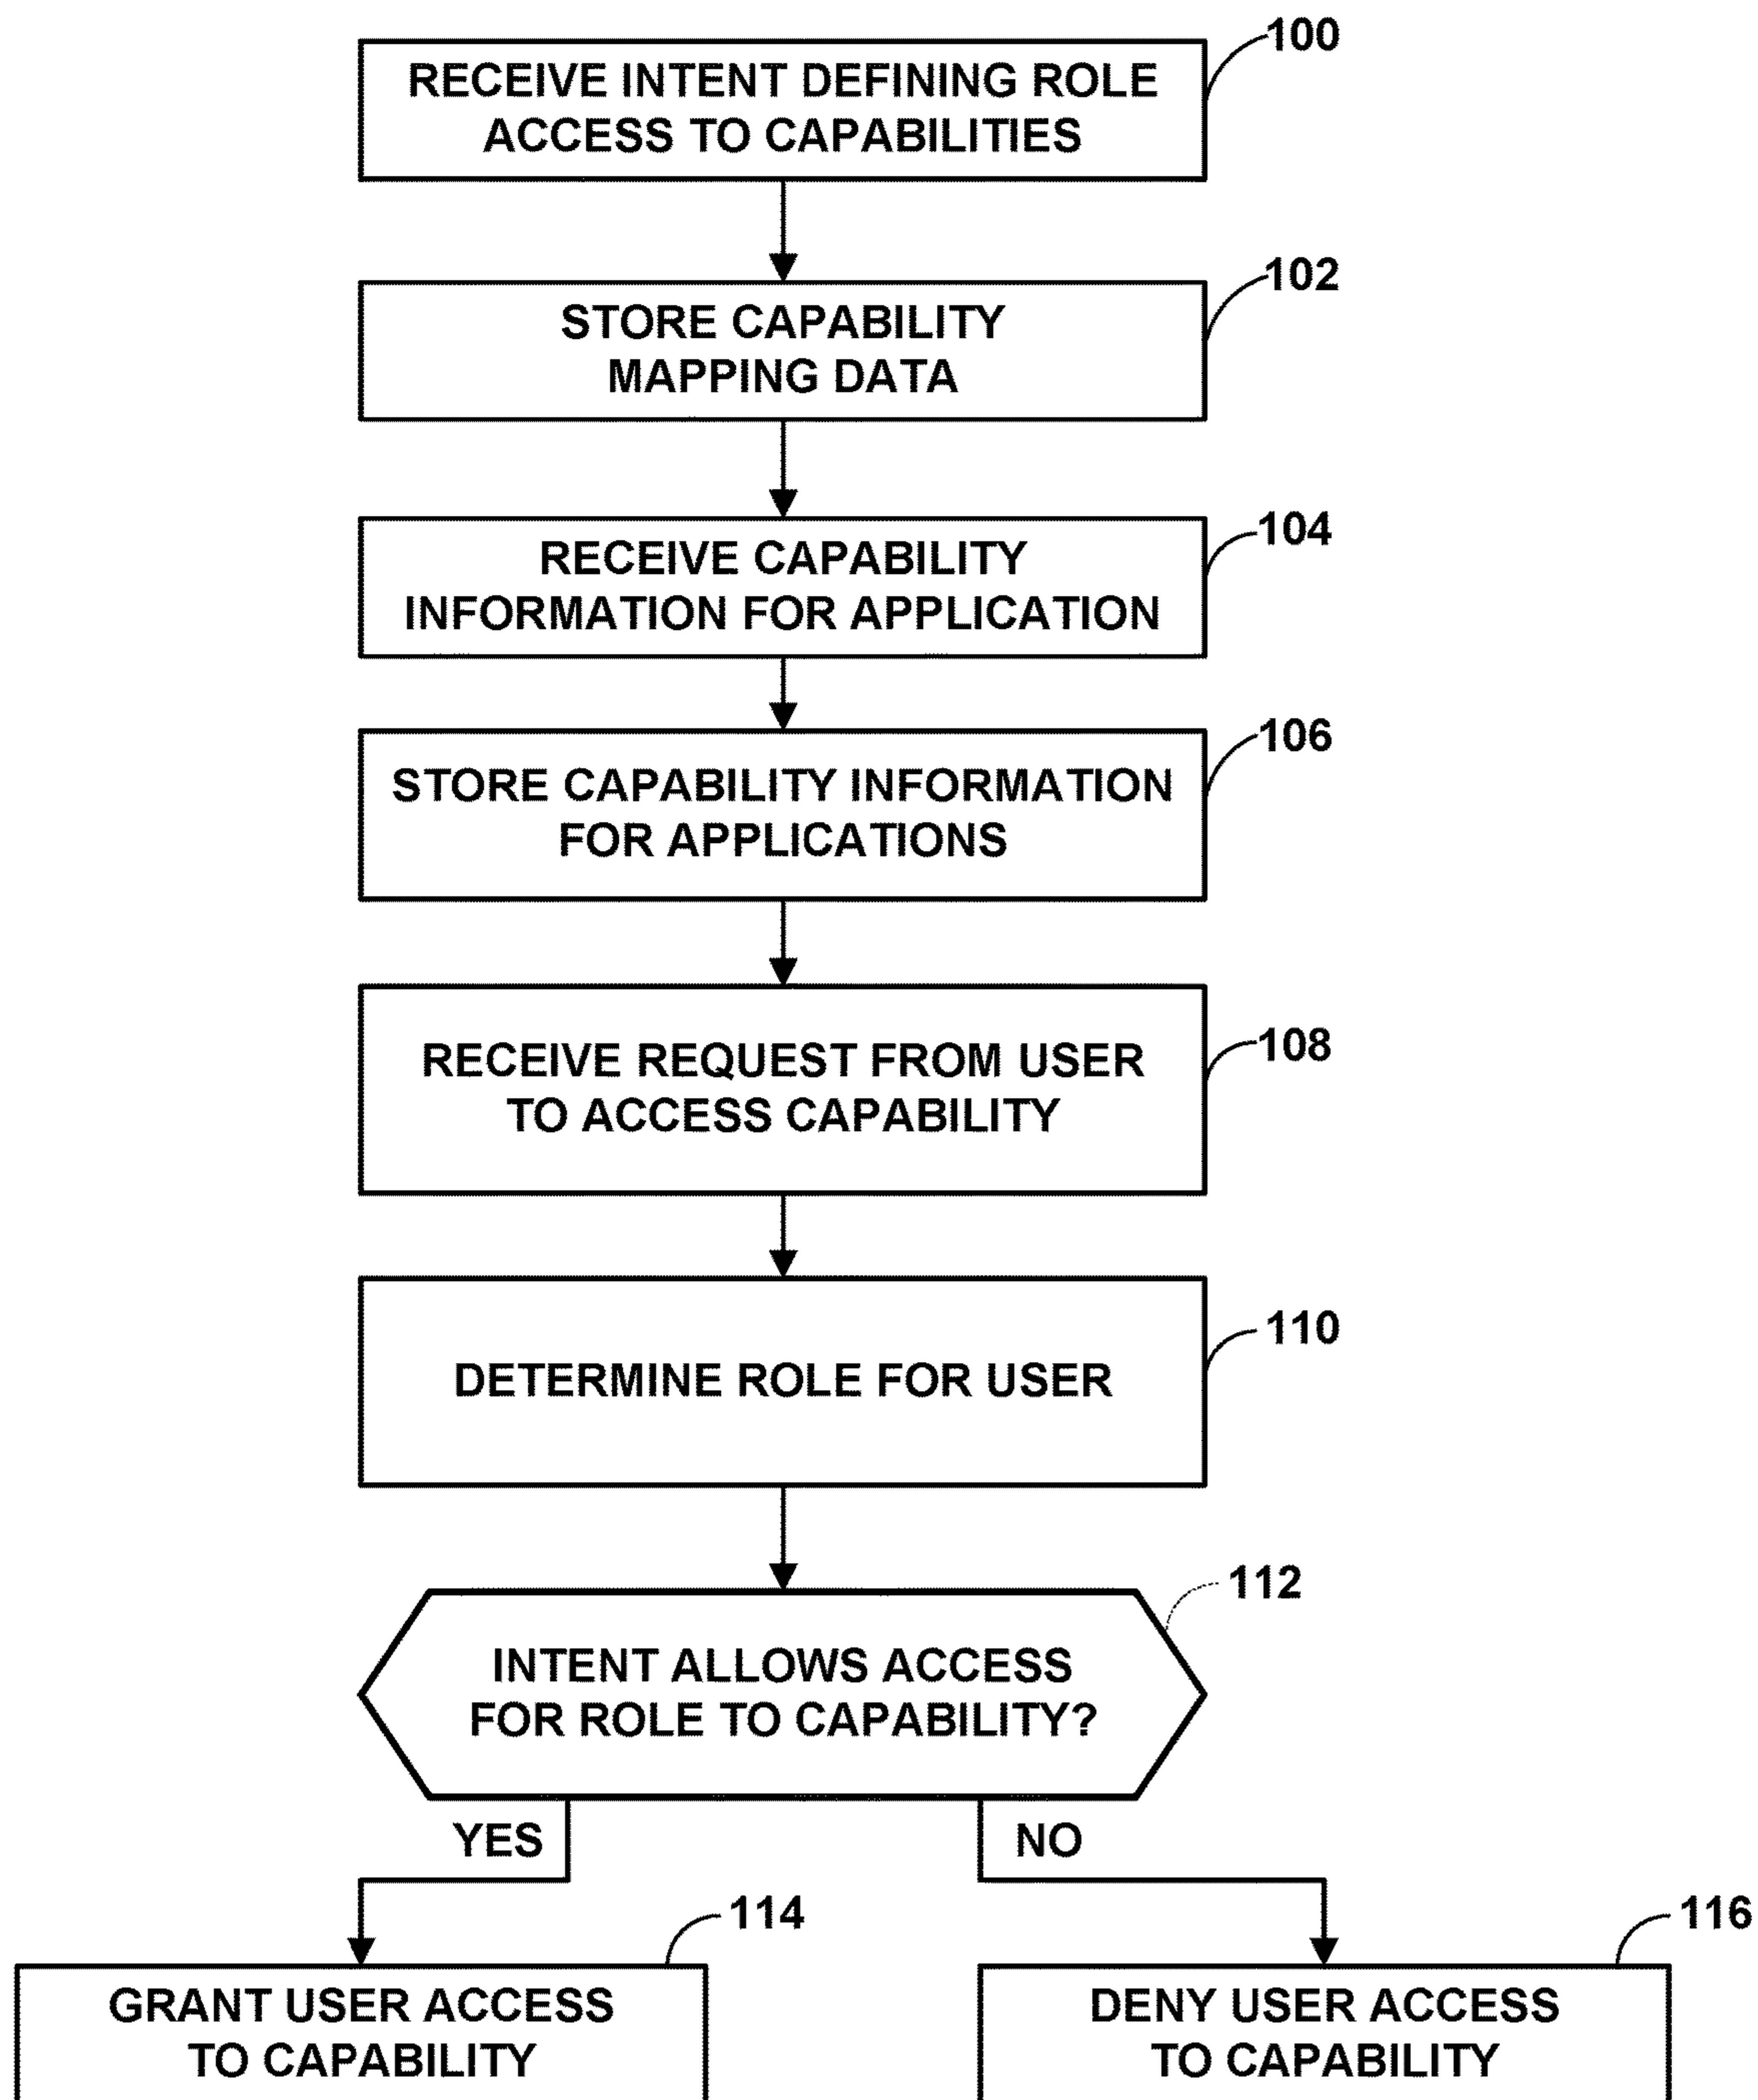 100
RECEIVE INTENT DEFINING ROLE
ACCESS TO CAPABILITIES
102
STORE CAPABILITY
MAPPING DATA
104
RECEIVE CAPABILITY
INFORMATION FOR APPLICATION
106
STORE CAPABILITY INFORMATION
FOR APPLICATIONS
108
RECEIVE REQUEST FROM USER
TO ACCESS CAPABILITY
110
DETERMINE ROLE FOR USER
112
INTENT ALLOWS ACCESS
FOR ROLE TO CAPABILITY?
YES
NO
114
GRANT USER ACCESS
TO CAPABILITY
116
DENY USER ACCESS
TO CAPABILITY